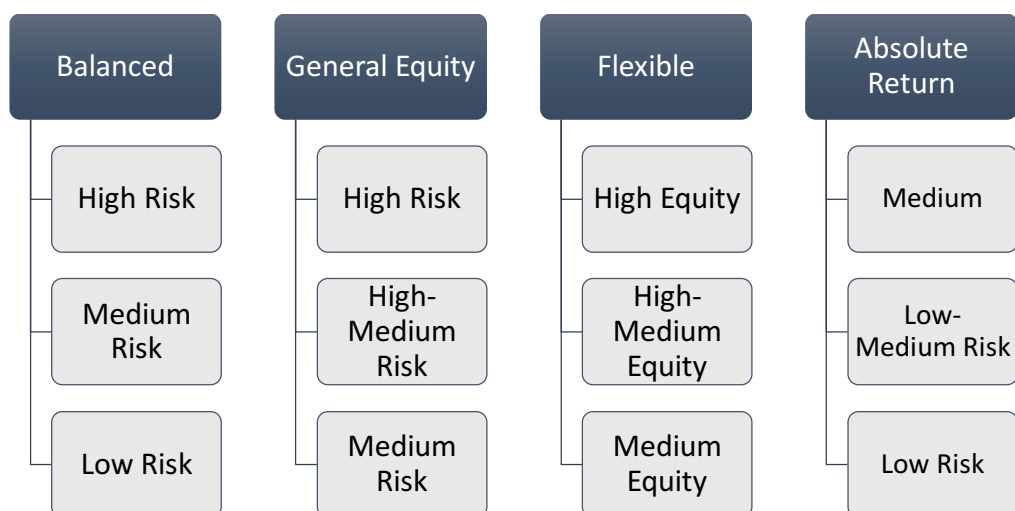 Balanced
High Risk
Medium
Risk
Low Risk
General Equity
High Risk
High-
Medium
Risk
Medium
Risk
Flexible
High Equity
High-
Medium
Equity
Medium
Equity
Absolute
Return
Medium
Low-
Medium Risk
Low Risk